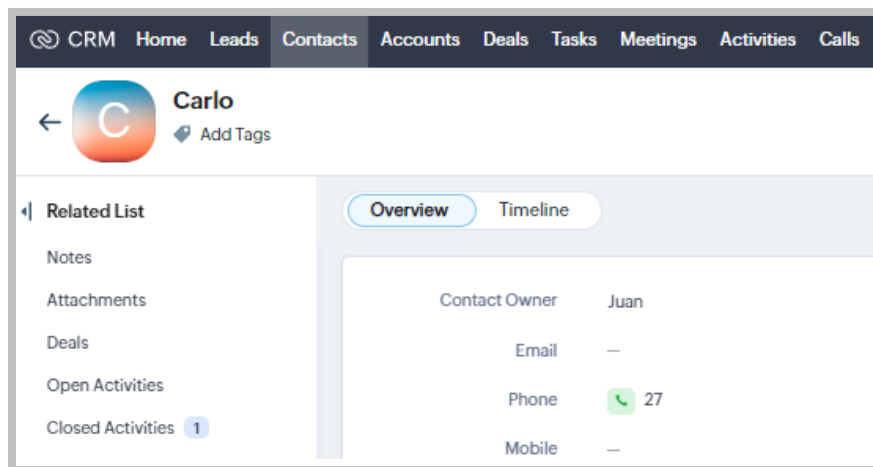 CRM Home Leads Contacts Accounts Deals Tasks Meetings Activities Calls
C
Carlo
Add Tags
Related List
Notes
Attachments
Deals
Open Activities
Closed Activities 1
Overview Timeline
Contact Owner Juan
Email —
Phone 27
Mobile —